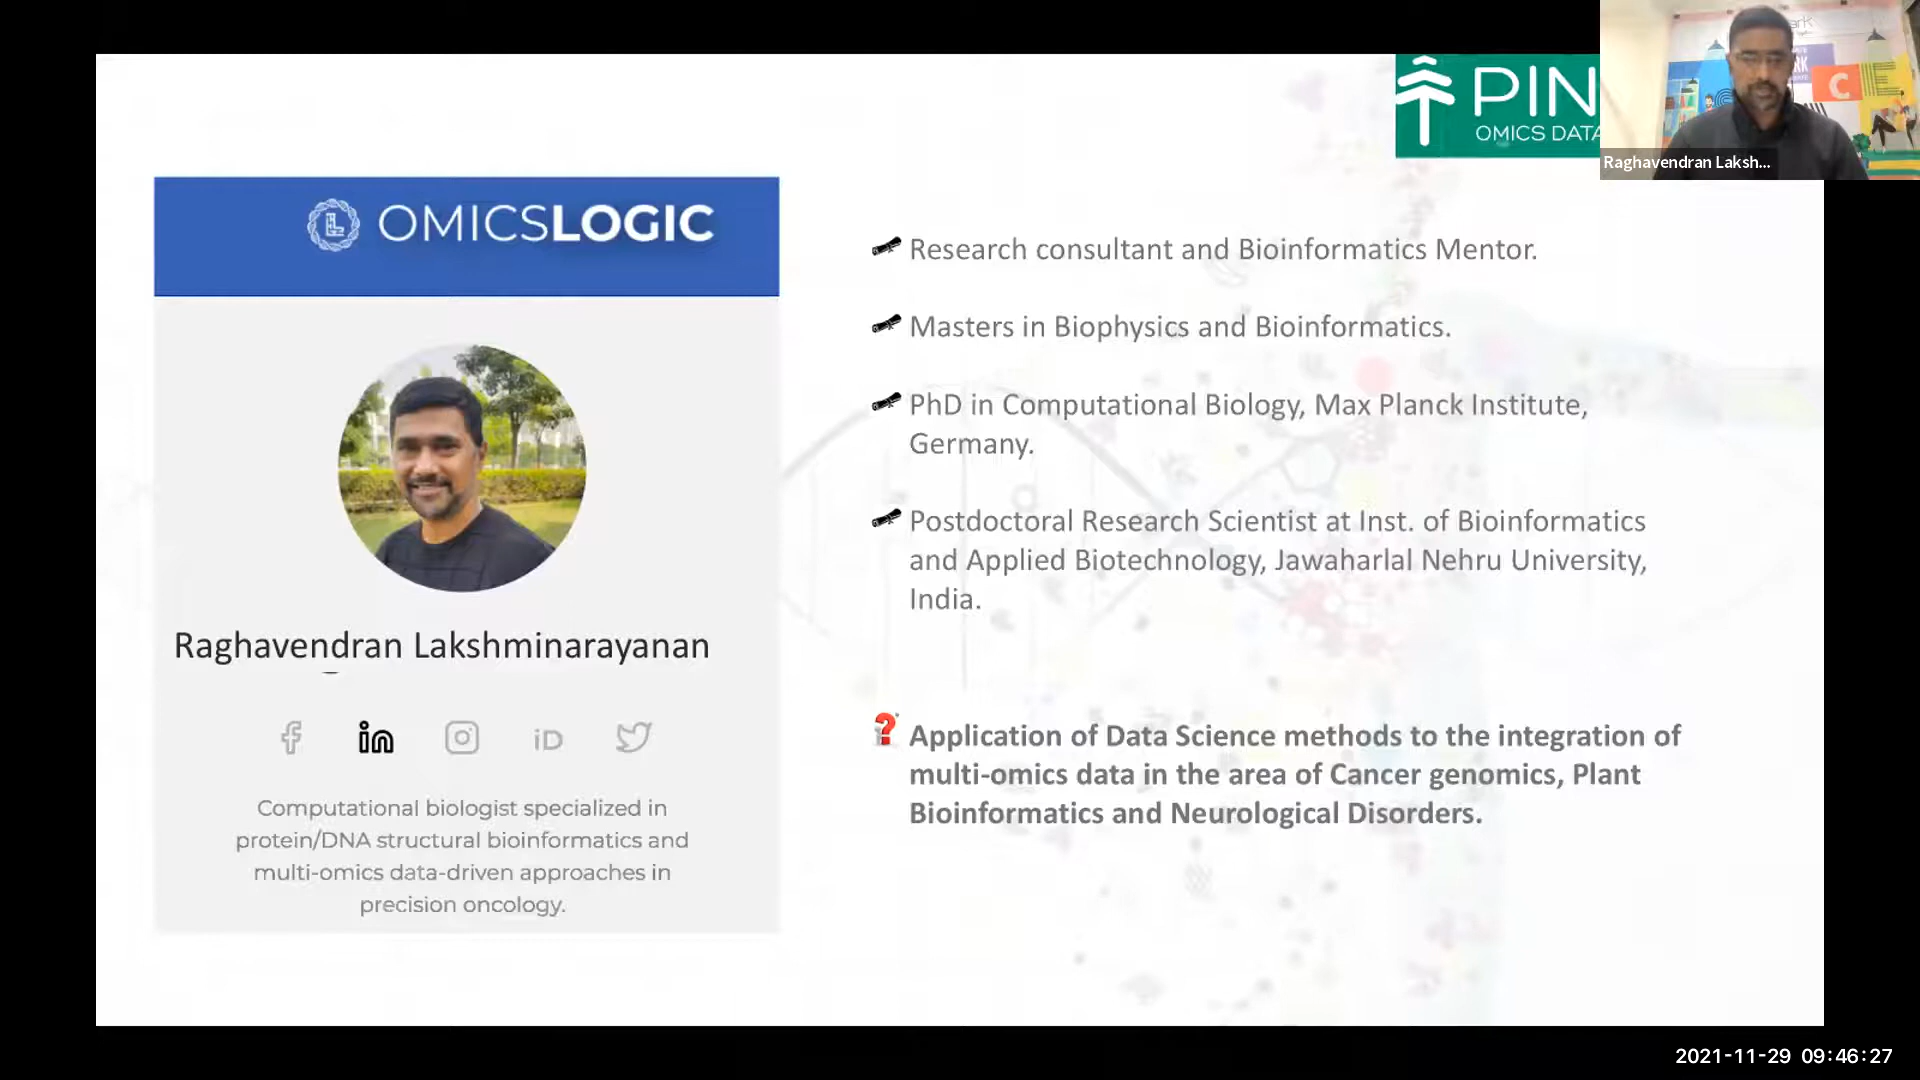 PIN
OMICS DATA
C
Raghavendran Laksh...
OMICSLOGIC
Raghavendran Lakshminarayanan
in
iD
Computational biologist specialized in
protein/DNA structural bioinformatics and
multi-omics data-driven approaches in
precision oncology.
Research consultant and Bioinformatics Mentor.
Masters in Biophysics and Bioinformatics.
PhD in Computational Biology, Max Planck Institute,
Germany.
Postdoctoral Research Scientist at Inst. of Bioinformatics
and Applied Biotechnology, Jawaharlal Nehru University,
India.
Application of Data Science methods to the integration of
multi-omics data in the area of Cancer genomics, Plant
Bioinformatics and Neurological Disorders.
2021-11-29 09:46:27